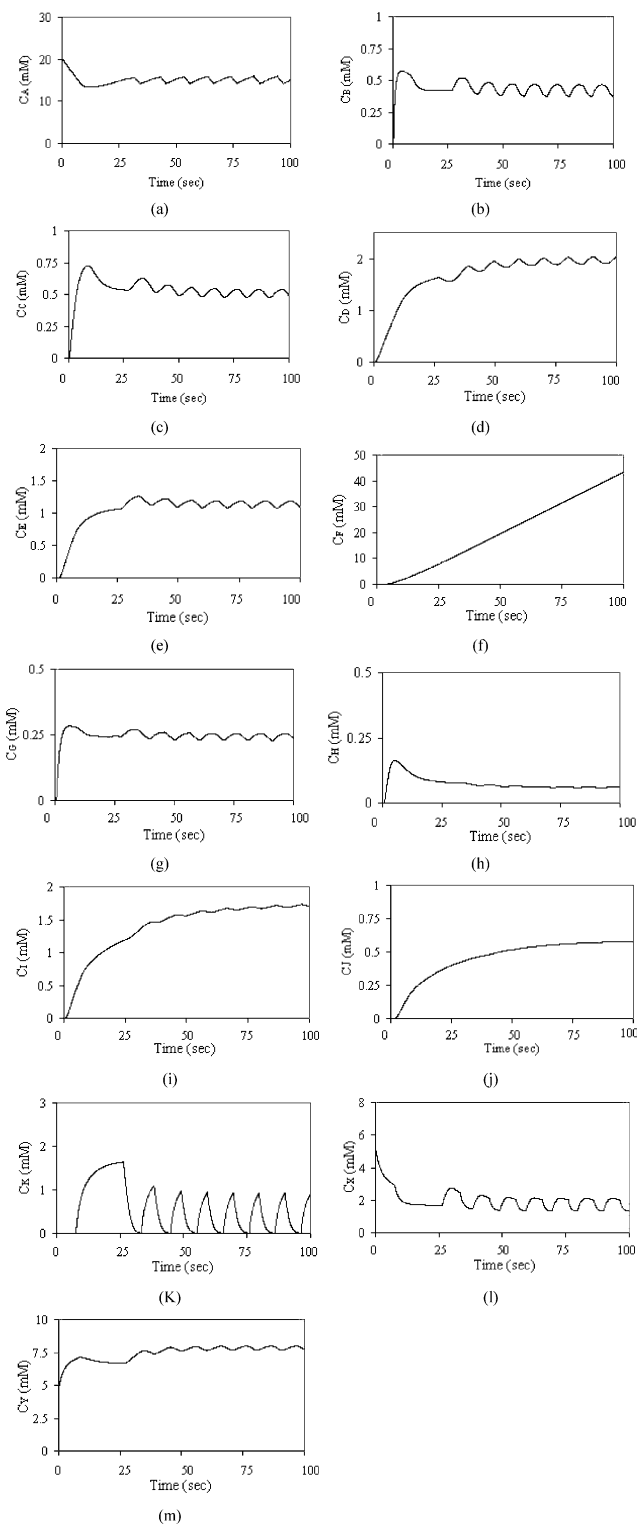 30
20
10
0
CA (mM)
0 25 50 75 100
Time (sec)
(a)
1
0.75
0.5
0.25
0
CB (mM)
0 25 50 75 100
Time (sec)
(b)
1
0.75
0.5
0.25
0
CC (mM)
0 25 50 75 100
Time (sec)
(c)
2
1
0
CD (mM)
0 25 50 75 100
Time (sec)
(d)
2
1.5
1
0.5
0
CE (mM)
0 25 50 75 100
Time (sec)
(e)
50
40
30
20
10
0
CF (mM)
0 25 50 75 100
Time (sec)
(f)
0.5
0.25
0
CG (mM)
0 25 50 75 100
Time (sec)
(g)
0.5
0.25
0
CH (mM)
0 25 50 75 100
Time (sec)
(h)
2
1.5
1
0.5
0
CI (mM)
0 25 50 75 100
Time (sec)
(i)
1
0.75
0.5
0.25
0
CJ (mM)
0 25 50 75 100
Time (sec)
(j)
3
2
1
0
CK (mM)
0 25 50 75 100
Time (sec)
(K)
8
6
4
2
0
CX (mM)
0 25 50 75 100
Time (sec)
(l)
10
7.5
5
2.5
0
CY (mM)
0 25 50 75 100
Time (sec)
(m)